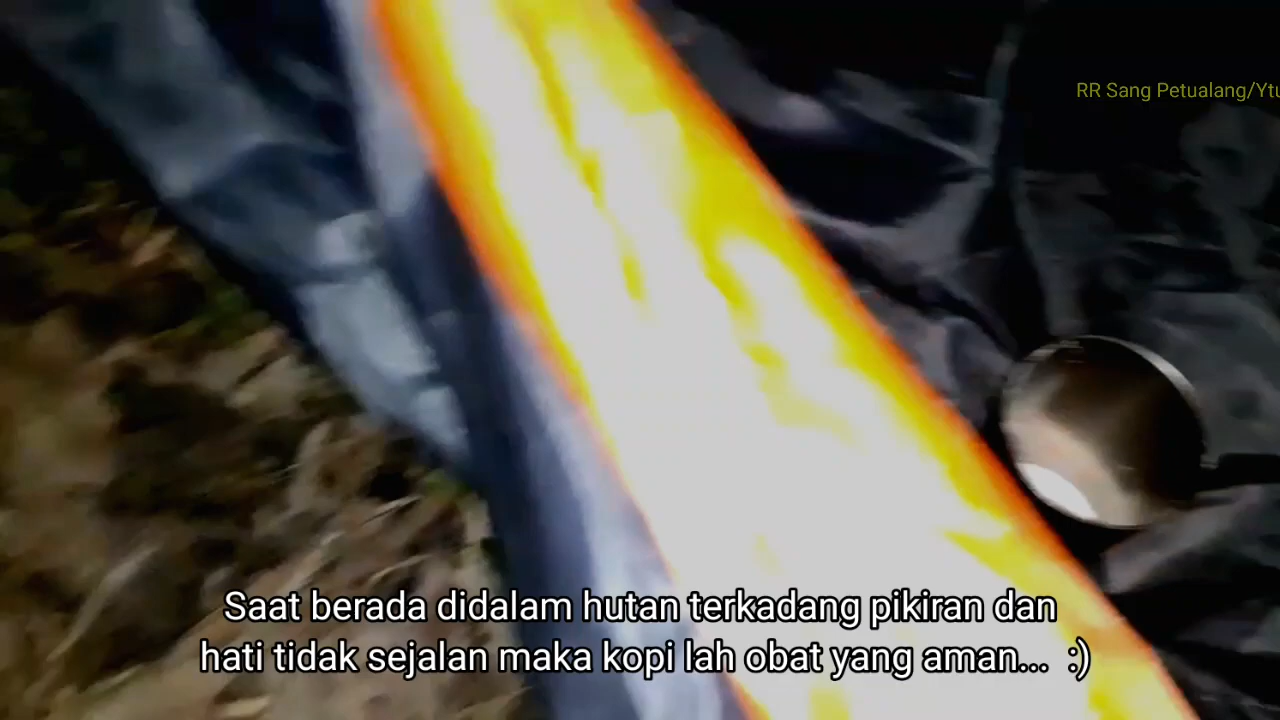 RR Sang Petualang/Ytu
Saat berada didalam hutan terkadang pikiran dan
hati tidak sejalan maka kopi lah obat yang aman... :)